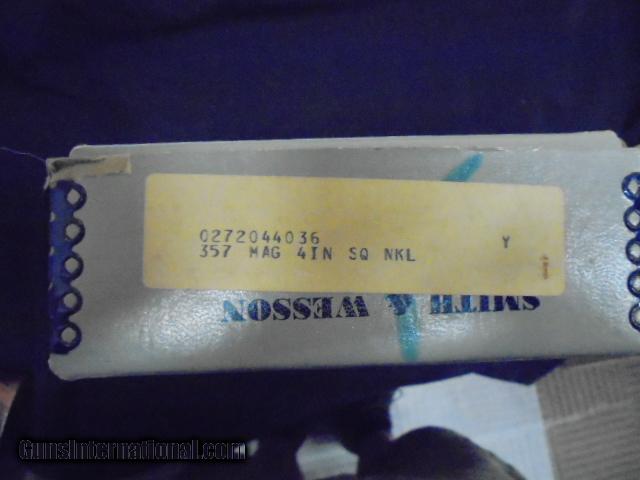 0272044036
357 MAG 4IN SQ NKL Y
SMITH & WESSON
GunsInternational.com